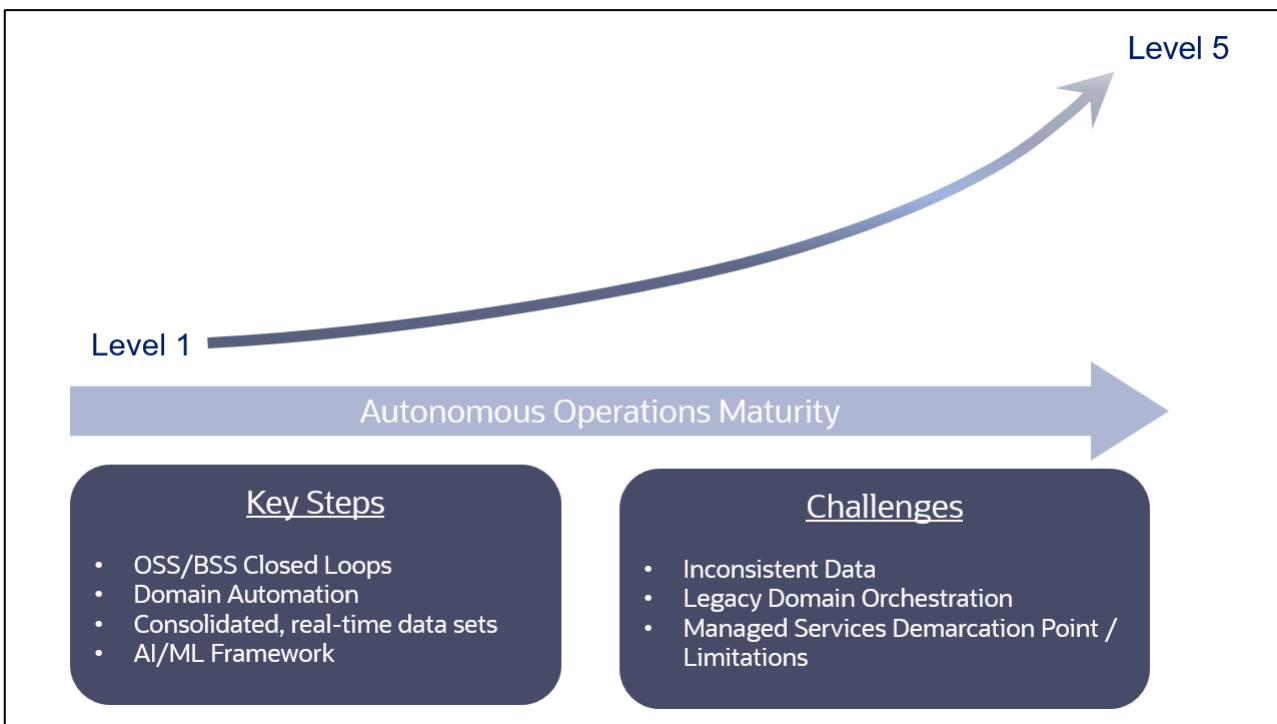 Level 5
Level 1
Autonomous Operations Maturity
Key Steps
• OSS/BSS Closed Loops
• Domain Automation
• Consolidated, real-time data sets
• AI/ML Framework
Challenges
• Inconsistent Data
• Legacy Domain Orchestration
• Managed Services Demarcation Point /
Limitations